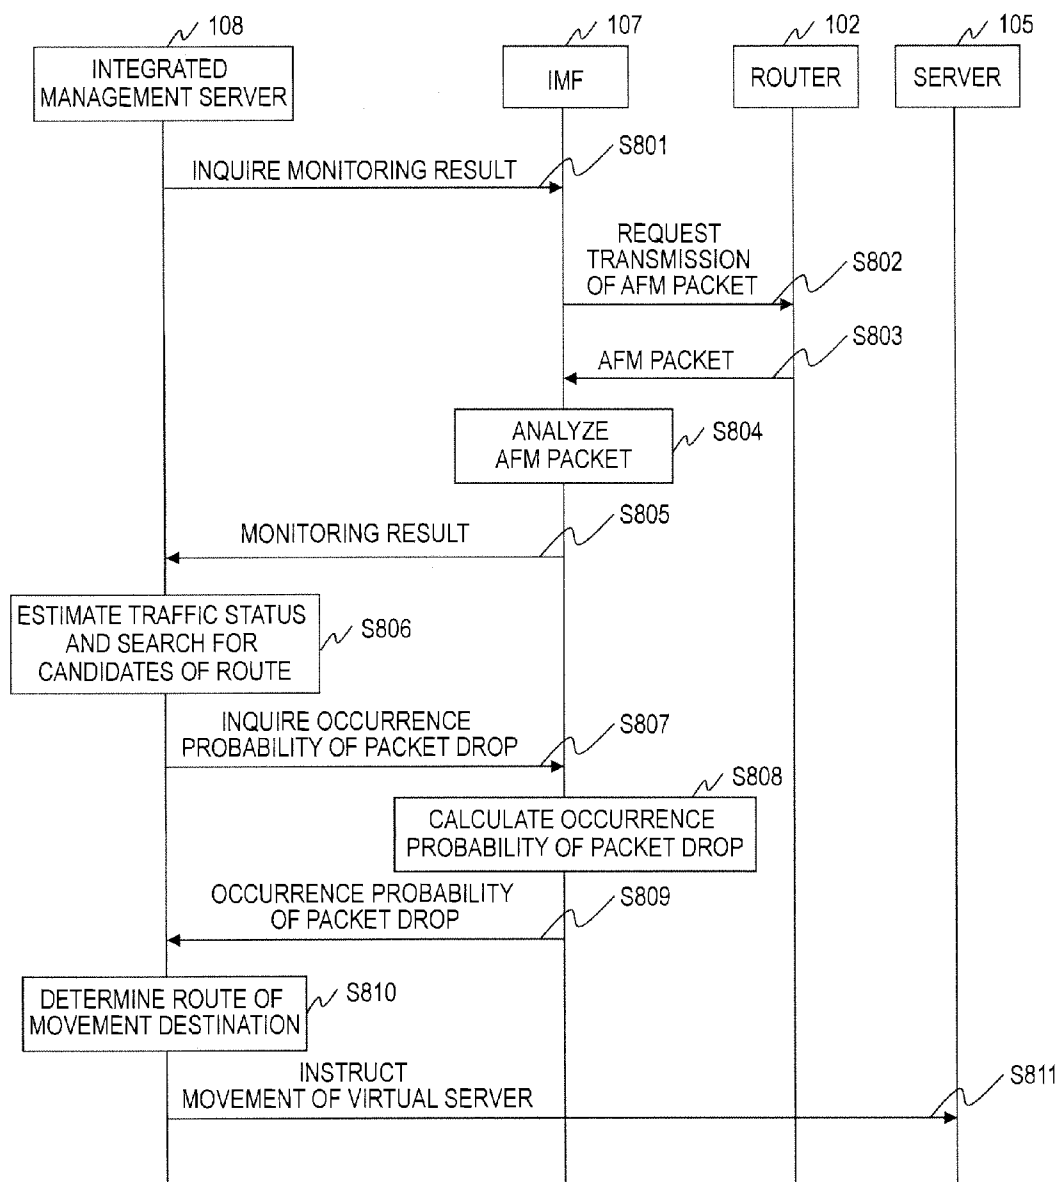 108
107
102
105
INTEGRATED
MANAGEMENT SERVER
IMF
ROUTER
SERVER
S801
INQUIRE MONITORING RESULT
REQUEST
TRANSMISSION
OF AFM PACKET
S802
S803
AFM PACKET
ANALYZE
AFM PACKET
S804
S805
MONITORING RESULT
ESTIMATE TRAFFIC STATUS
AND SEARCH FOR
CANDIDATES OF ROUTE
S806
INQUIRE OCCURRENCE
PROBABILITY OF PACKET DROP
S807
S808
CALCULATE OCCURRENCE
PROBABILITY OF PACKET DROP
OCCURRENCE PROBABILITY
OF PACKET DROP
S809
DETERMINE ROUTE OF
MOVEMENT DESTINATION
S810
INSTRUCT
MOVEMENT OF VIRTUAL SERVER
S811